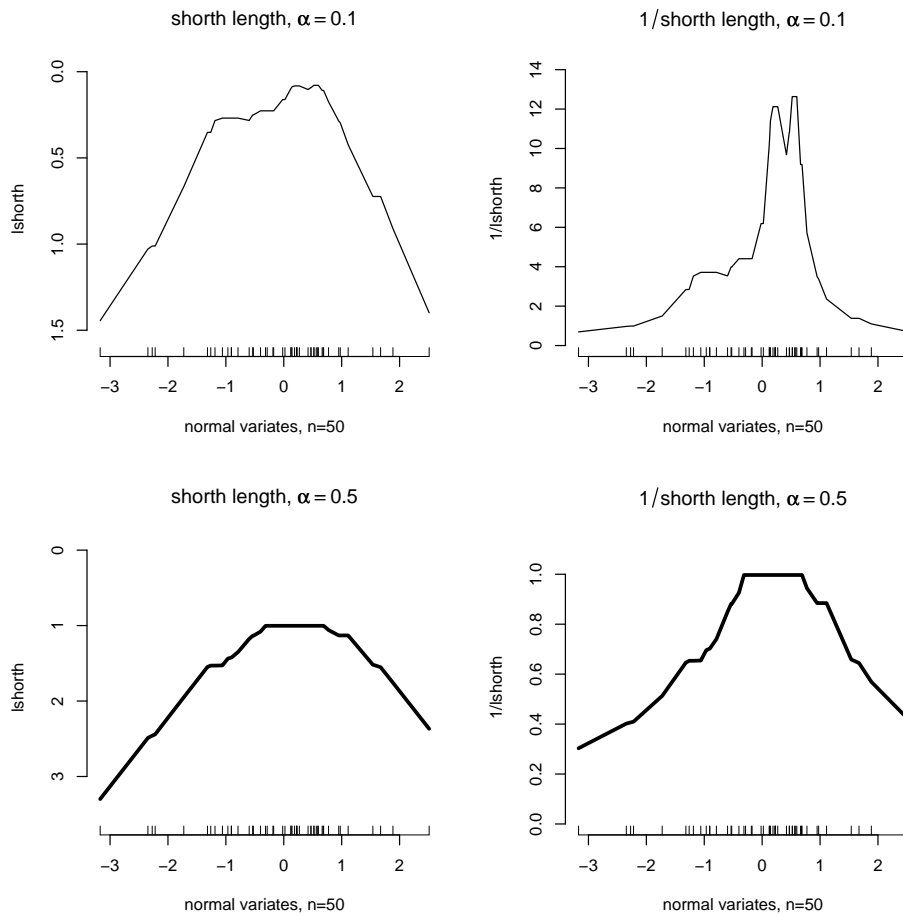 shorth length, α = 0.1
lshorth
0.0
0.5
1.0
1.5
−3 −2 −1 0 1 2
normal variates, n=50
1/shorth length, α = 0.1
1/lshorth
14
12
10
8
6
4
2
0
−3 −2 −1 0 1 2
normal variates, n=50
shorth length, α = 0.5
lshorth
0
1
2
3
−3 −2 −1 0 1 2
normal variates, n=50
1/shorth length, α = 0.5
1/lshorth
1.0
0.8
0.6
0.4
0.2
0.0
−3 −2 −1 0 1 2
normal variates, n=50